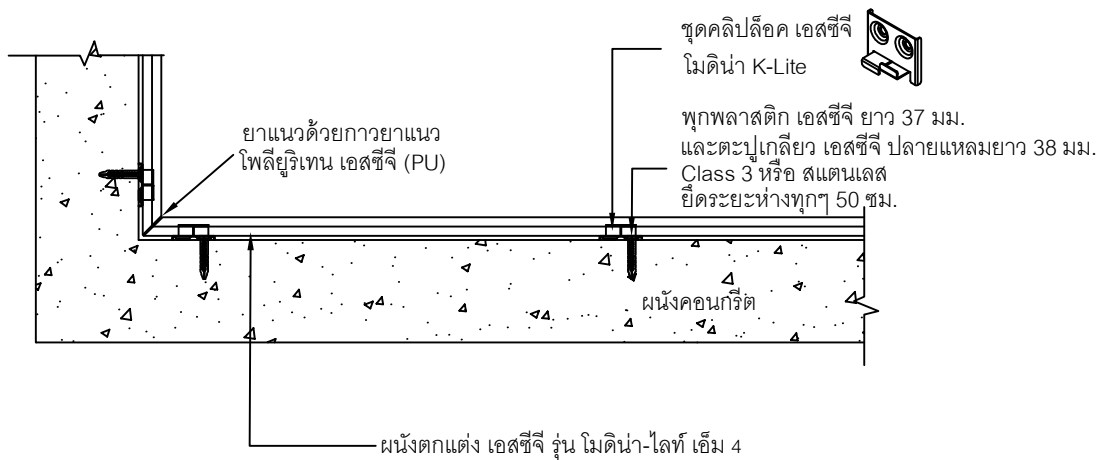 ชุดคลิปล็อค เอสซีจี
โมดิน่า K-Lite
พุกพลาสติก เอสซีจี ยาว 37 มม.
และตะปูเกลียว เอสซีจี ปลายแหลมยาว 38 มม.
Class 3 หรือ สแตนเลส
ยึดระยะห่างทุกๆ 50 ซม.
ยาแนวด้วยกาวยาแนว
โพลียูริเทน เอสซีจี (PU)
ผนังคอนกรีต
ผนังตกแต่ง เอสซีจี รุ่น โมดิน่า-ไลท์ เอ็ม 4